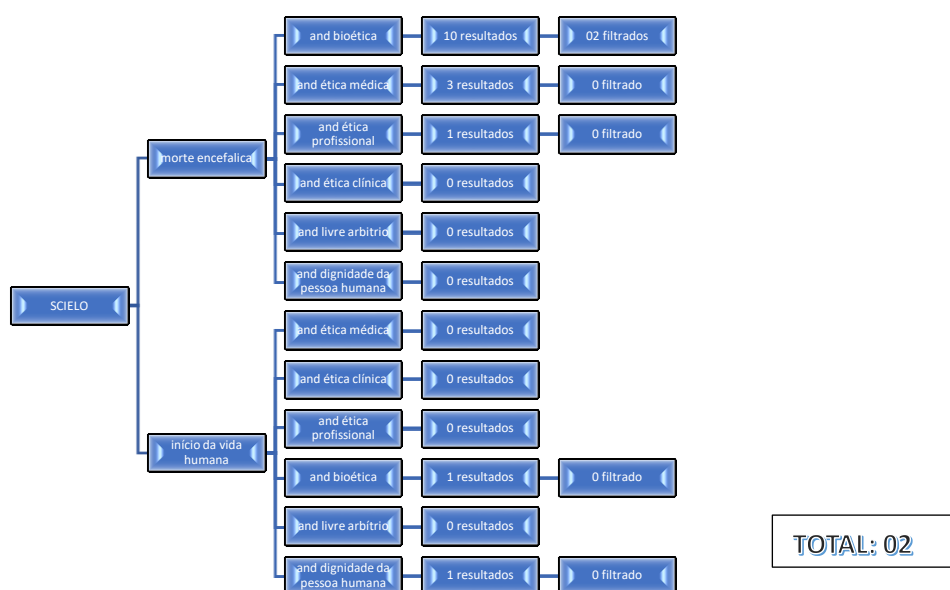 and bioética
10 resultados
02 filtrados
and ética médica
3 resultados
0 filtrado
and ética
profissional
1 resultados
0 filtrado
morte encefalica
and ética clínica
0 resultados
and livre arbitrio
0 resultados
and dignidade da
pessoa humana
0 resultados
SCIELO
and ética médica
0 resultados
and ética clínica
0 resultados
and ética
profissional
0 resultados
início da vida
humana
and bioética
1 resultados
0 filtrado
and livre arbítrio
0 resultados
and dignidade da
pessoa humana
1 resultados
0 filtrado
TOTAL: 02